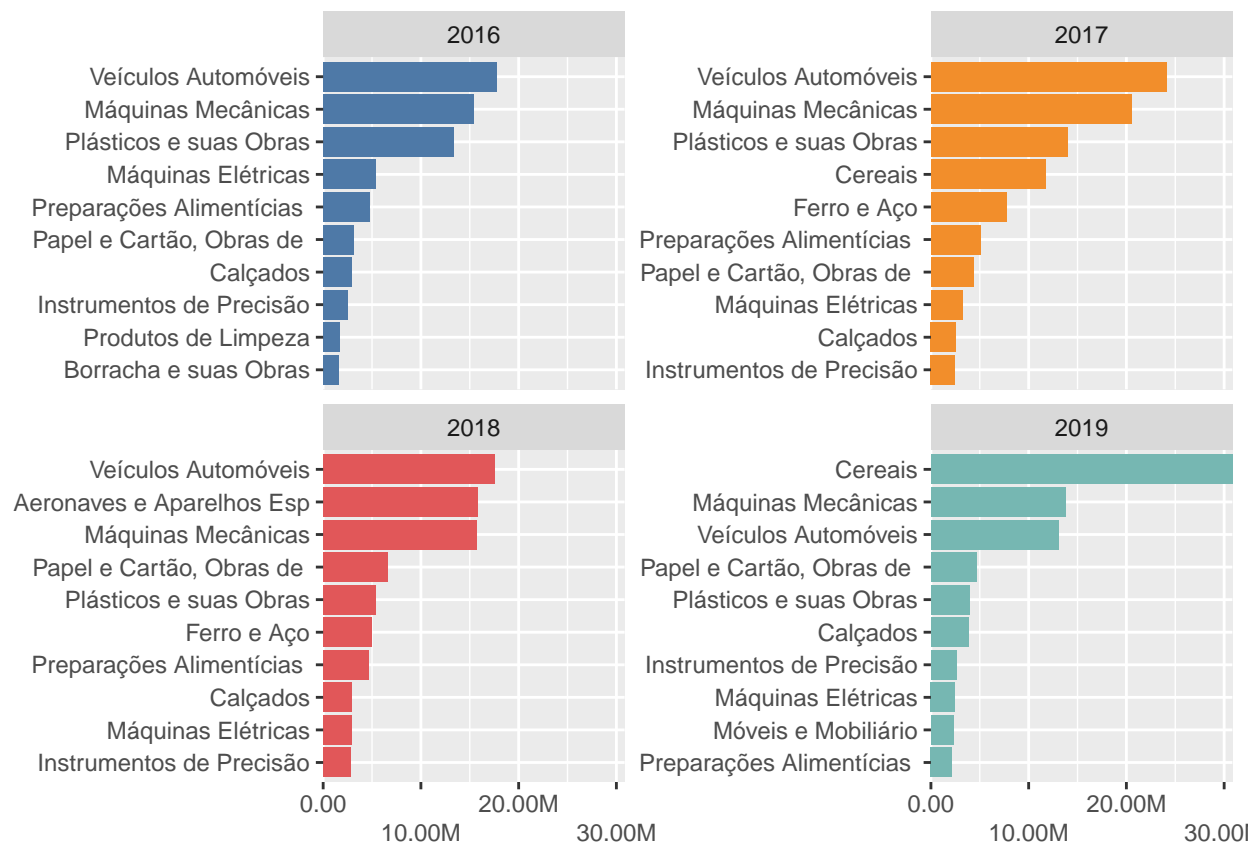 2016
Veículos Automóveis
Máquinas Mecânicas
Plásticos e suas Obras
Máquinas Elétricas
Preparações Alimentícias
Papel e Cartão, Obras de
Calçados
Instrumentos de Precisão
Produtos de Limpeza
Borracha e suas Obras
2017
Veículos Automóveis
Máquinas Mecânicas
Plásticos e suas Obras
Cereais
Ferro e Aço
Preparações Alimentícias
Papel e Cartão, Obras de
Máquinas Elétricas
Calçados
Instrumentos de Precisão
2018
Veículos Automóveis
Aeronaves e Aparelhos Esp
Máquinas Mecânicas
Papel e Cartão, Obras de
Plásticos e suas Obras
Ferro e Aço
Preparações Alimentícias
Calçados
Máquinas Elétricas
Instrumentos de Precisão
0.00 20.00M
10.00M 30.00M
2019
Cereais
Máquinas Mecânicas
Veículos Automóveis
Papel e Cartão, Obras de
Plásticos e suas Obras
Calçados
Instrumentos de Precisão
Máquinas Elétricas
Móveis e Mobiliário
Preparações Alimentícias
0.00 20.00M
10.00M 30.00